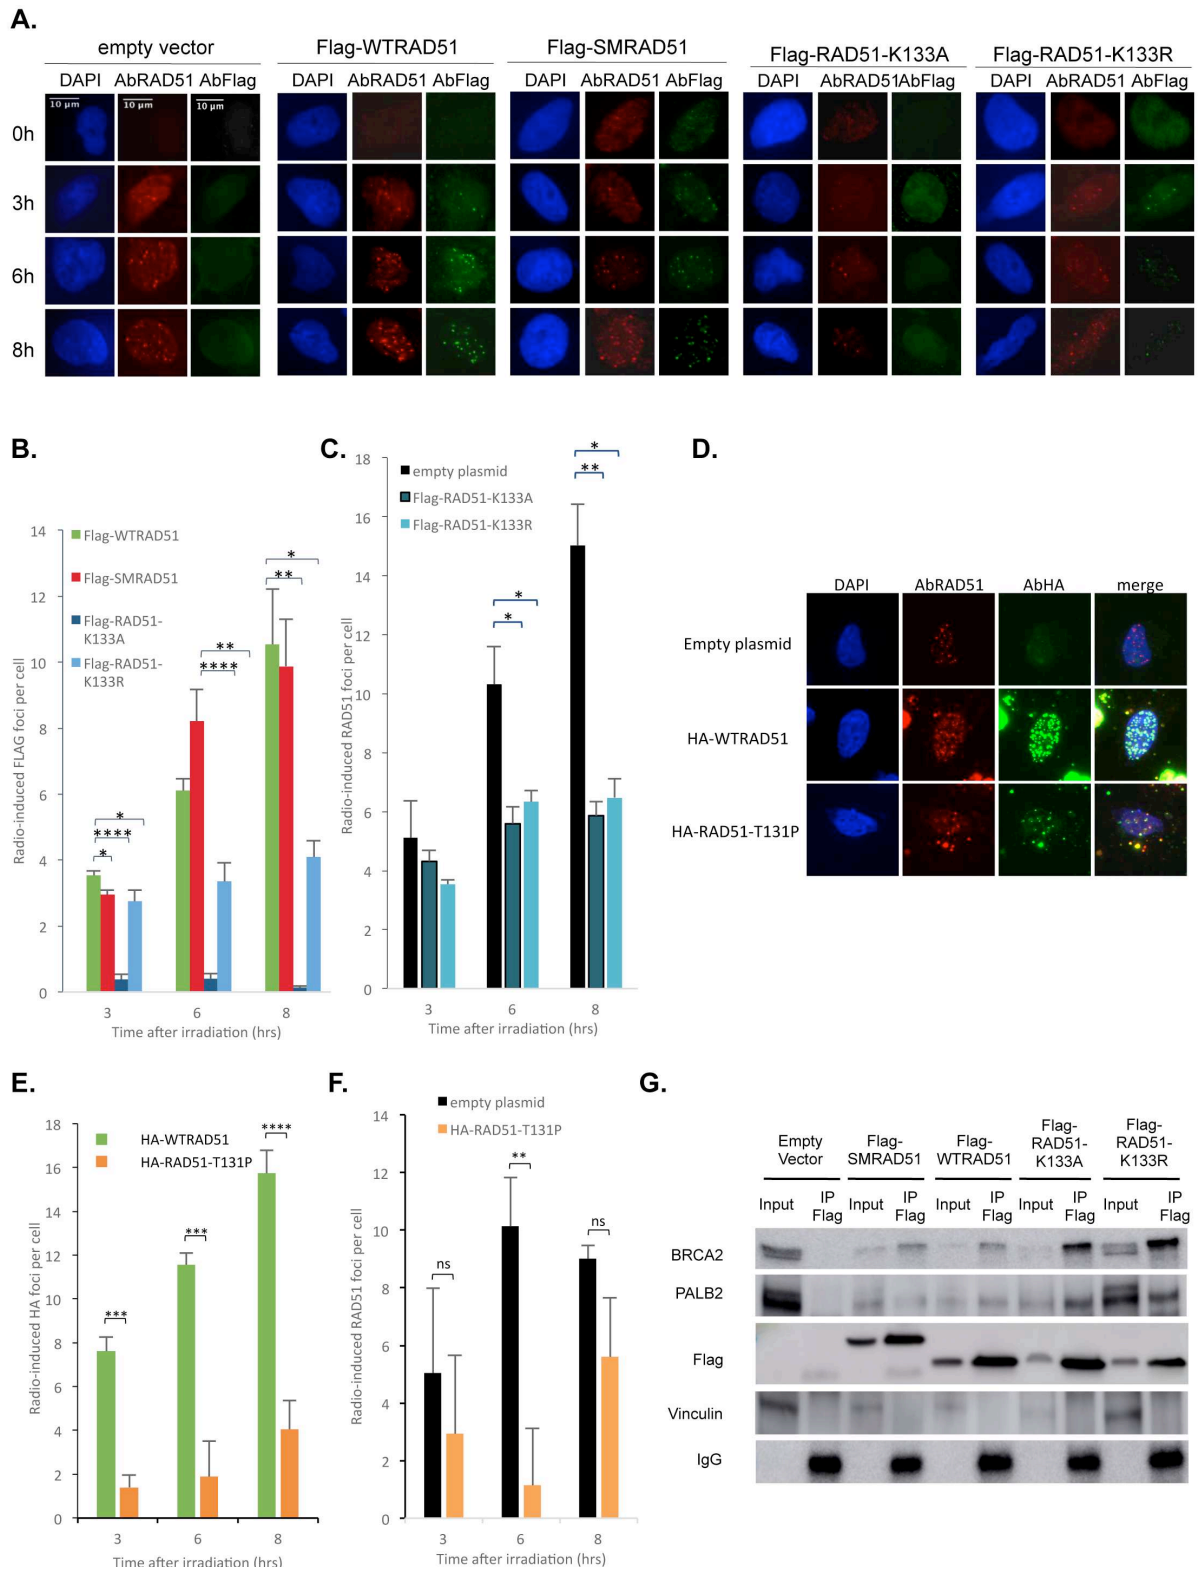 A.
empty vector
Flag-WTRAD51
Flag-SMRAD51
Flag-RAD51-K133A
Flag-RAD51-K133R
DAPI AbRAD51 AbFlag
DAPI AbRAD51 AbFlag
DAPI AbRAD51 AbFlag
DAPI AbRAD51AbFlag
DAPI AbRAD51 AbFlag
10 μm 10 μm 10 μm
0h
3h
6h
8h
B.
Radio-induced FLAG foci per cell
14
12
10
8
6
4
2
0
Flag-WTRAD51
Flag-SMRAD51
Flag-RAD51-
K133A
Flag-RAD51-
K133R
*
****
*
**
****
*
**
3 6 8
Time after irradiation (hrs)
C.
Radio-induced RAD51 foci per cell
18
16
14
12
10
8
6
4
2
0
empty plasmid
Flag-RAD51-K133A
Flag-RAD51-K133R
*
*
*
**
3 6 8
Time after irradiation (hrs)
D.
DAPI AbRAD51 AbHA merge
Empty plasmid
HA-WTRAD51
HA-RAD51-T131P
E.
Radio-induced HA foci per cell
18
16
14
12
10
8
6
4
2
0
HA-WTRAD51
HA-RAD51-T131P
***
***
****
3 6 8
Time after irradiation (hrs)
F.
Radio-induced RAD51 foci per cell
14
12
10
8
6
4
2
0
empty plasmid
HA-RAD51-T131P
ns
**
ns
3 6 8
Time after irradiation (hrs)
G.
Empty
Vector
Flag-
SMRAD51
Flag-
WTRAD51
Flag-
RAD51-
K133A
Flag-
RAD51-
K133R
Input IP
Flag
Input IP
Flag
Input IP
Flag
Input IP
Flag
Input IP
Flag
BRCA2
PALB2
Flag
Vinculin
IgG